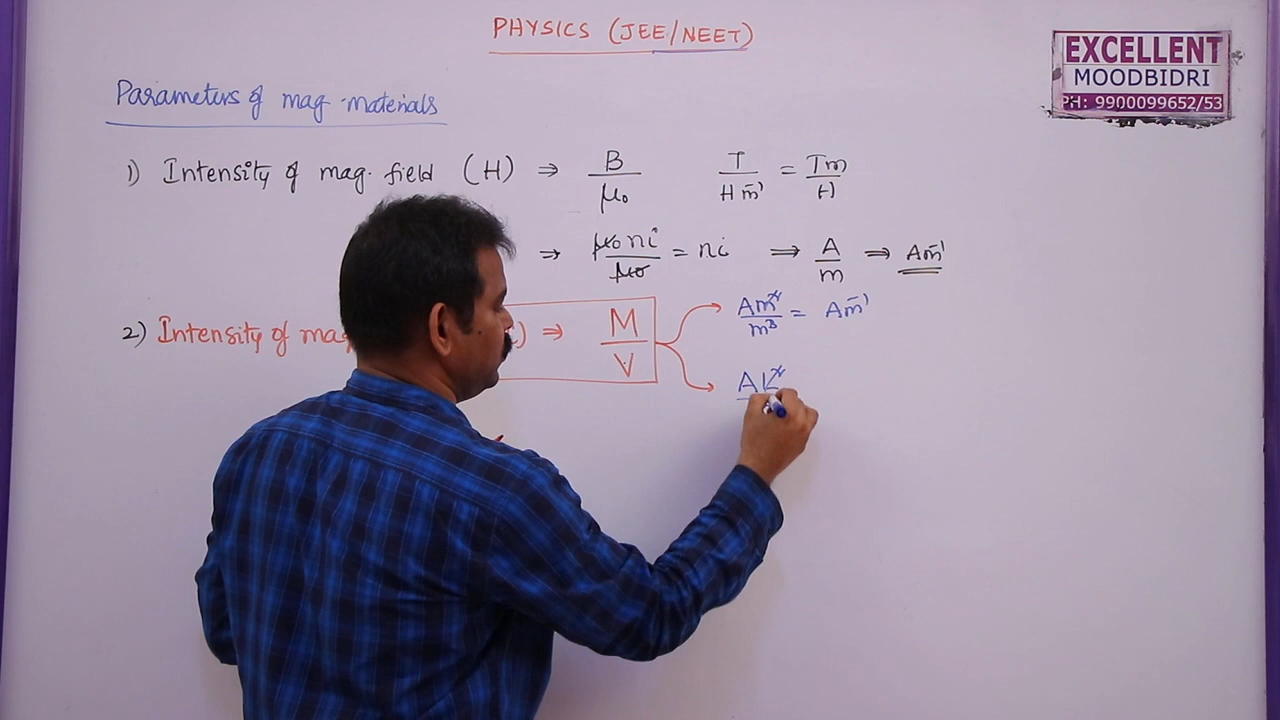 PHYSICS (JEE/NEET)
EXCELLENT
MOODBIDRI
PH: 9900099652/53
Parameters of mag. materials
1) Intensity of mag. field (H) ⇒ B/μ₀ T/Hm⁻¹ = Tm/H
⇒ μ₀ni/μ₀ = ni ⇒ A/m ⇒ Am⁻¹
2) Intensity of ) ⇒ M/V Am²/m³ = Am⁻¹